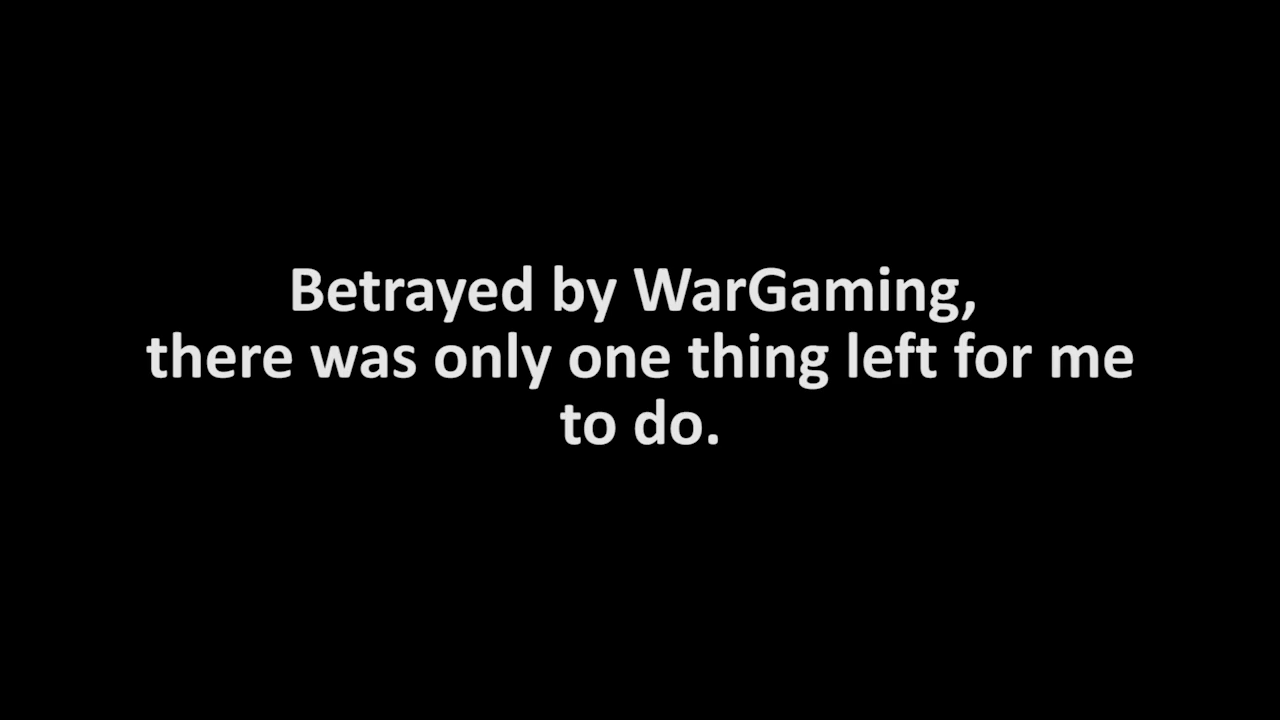 Betrayed by WarGaming,
there was only one thing left for me
to do.